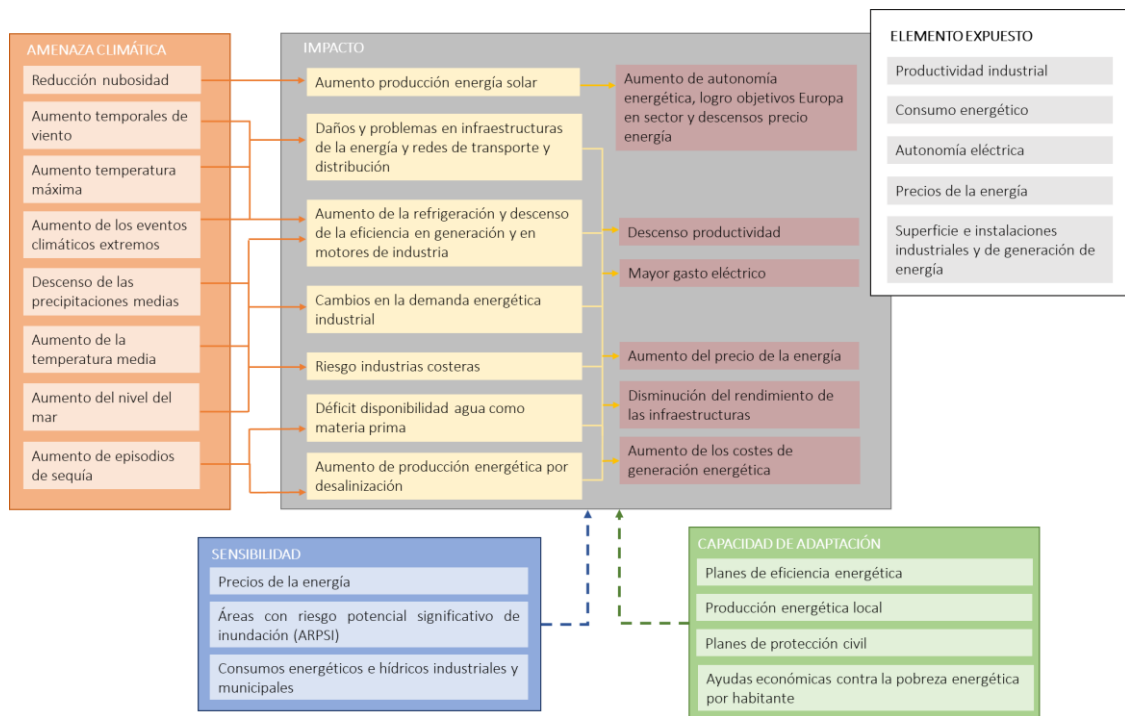 AMENAZA CLIMÁTICA
Reducción nubosidad
Aumento temporales de
viento
Aumento temperatura
máxima
Aumento de los eventos
climáticos extremos
Descenso de las
precipitaciones medias
Aumento de la
temperatura media
Aumento del nivel del
mar
Aumento de episodios
de sequía
IMPACTO
Aumento producción energía solar
Daños y problemas en infraestructuras
de la energía y redes de transporte y
distribución
Aumento de la refrigeración y descenso
de la eficiencia en generación y en
motores de industria
Cambios en la demanda energética
industrial
Riesgo industrias costeras
Déficit disponibilidad agua como
materia prima
Aumento de producción energética por
desalinización
Aumento de autonomía
energética, logro objetivos Europa
en sector y descensos precio
energía
Descenso productividad
Mayor gasto eléctrico
Aumento del precio de la energía
Disminución del rendimiento de
las infraestructuras
Aumento de los costes de
generación energética
ELEMENTO EXPUESTO
Productividad industrial
Consumo energético
Autonomía eléctrica
Precios de la energía
Superficie e instalaciones
industriales y de generación de
energía
SENSIBILIDAD
Precios de la energía
Áreas con riesgo potencial significativo de
inundación (ARPSI)
Consumos energéticos e hídricos industriales y
municipales
CAPACIDAD DE ADAPTACIÓN
Planes de eficiencia energética
Producción energética local
Planes de protección civil
Ayudas económicas contra la pobreza energética
por habitante